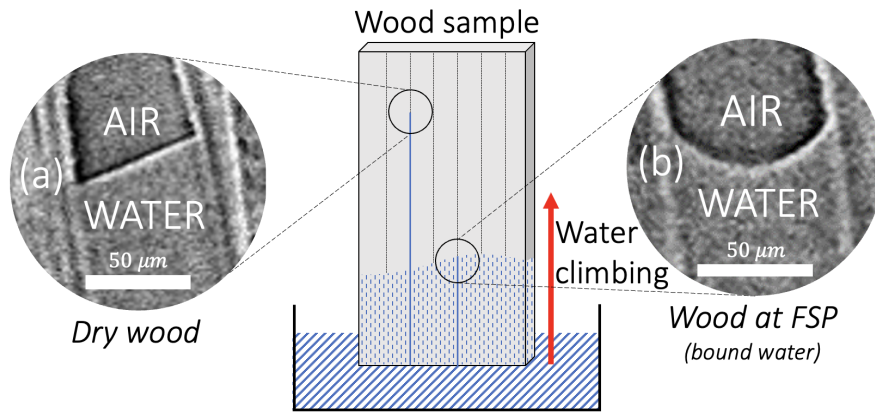 Wood sample
AIR
(a)
WATER
50 μm
Dry wood
Water
climbing
AIR
(b)
WATER
50 μm
Wood at FSP
(bound water)